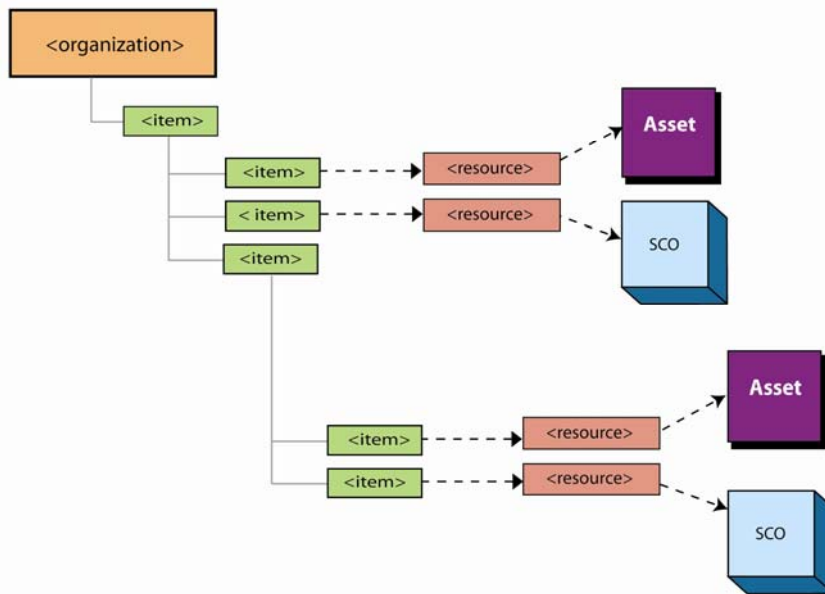 <organization>
<item>
<item>
<resource>
Asset
< item>
<resource>
SCO
<item>
<item>
<resource>
Asset
<item>
<resource>
SCO